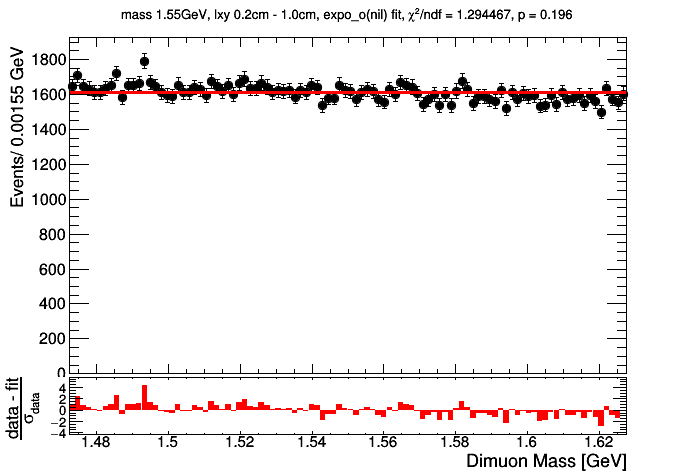 mass 1.55GeV, lxy 0.2cm - 1.0cm, expo_o(nil) fit, χ²/ndf = 1.294467, p = 0.196
Events/ 0.00155 GeV
1800
1600
1400
1200
1000
800
600
400
200
0
data - fit
σdata
4
2
0
−2
−4
1.48 1.5 1.52 1.54 1.56 1.58 1.6 1.62
Dimuon Mass [GeV]